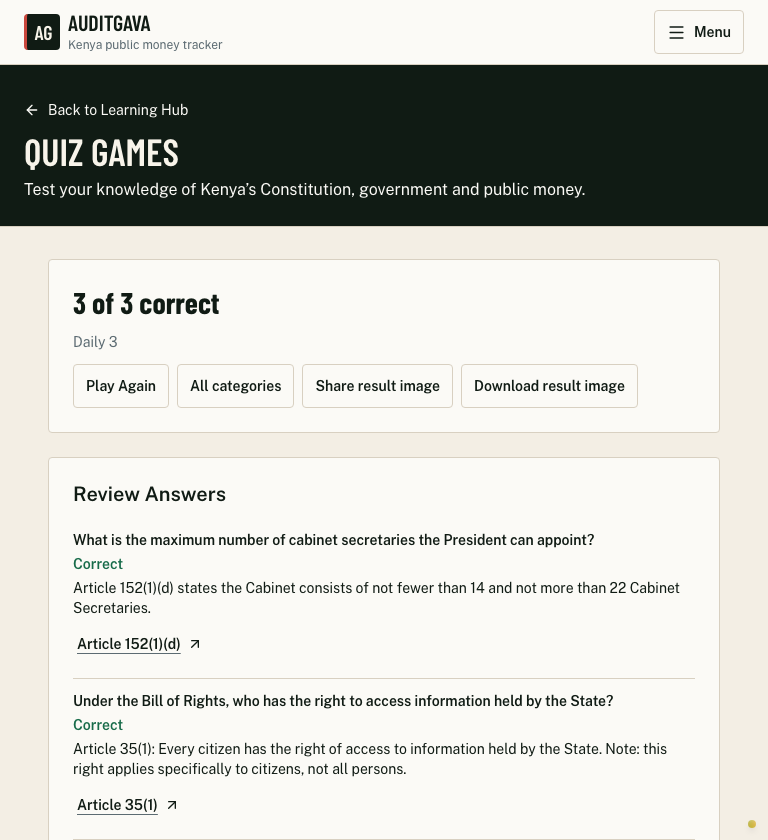 AG
AUDITGAVA
Kenya public money tracker
Menu
Back to Learning Hub
QUIZ GAMES
Test your knowledge of Kenya’s Constitution, government and public money.
3 of 3 correct
Daily 3
Play Again
All categories
Share result image
Download result image
Review Answers
What is the maximum number of cabinet secretaries the President can appoint?
Correct
Article 152(1)(d) states the Cabinet consists of not fewer than 14 and not more than 22 Cabinet
Secretaries.
Article 152(1)(d)
Under the Bill of Rights, who has the right to access information held by the State?
Correct
Article 35(1): Every citizen has the right of access to information held by the State. Note: this
right applies specifically to citizens, not all persons.
Article 35(1)